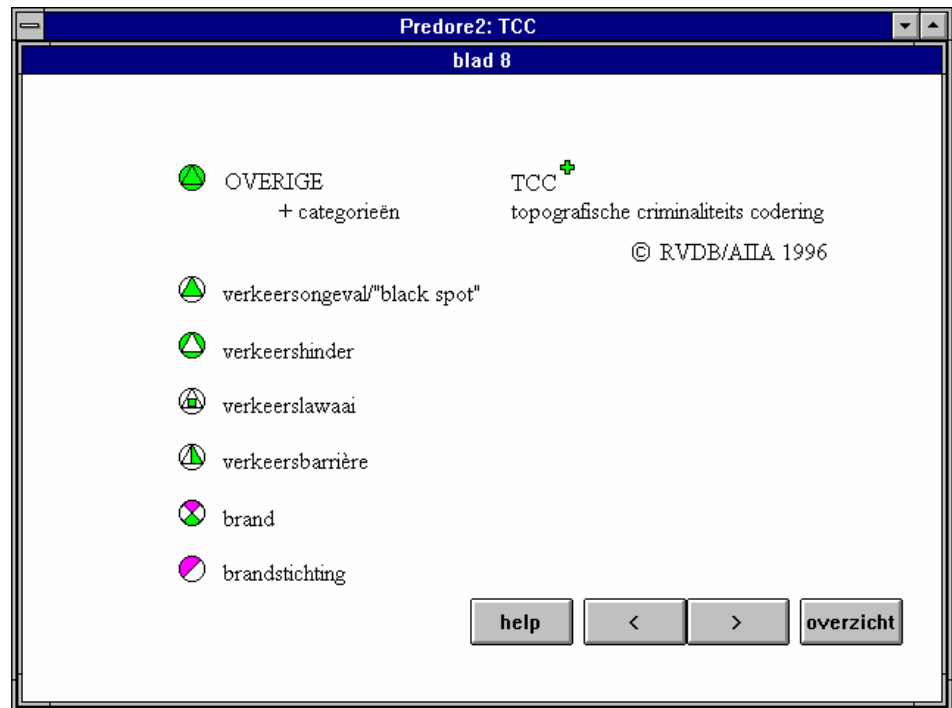 Predore2: TCC
blad 8
OVERIGE
+ categorieën
TCC
topografische criminaliteits codering
© RVDB/AIIA 1996
verkeersongeval/"black spot"
verkeershinder
verkeerslawaai
verkeersbarrière
brand
brandstichting
help < > overzicht